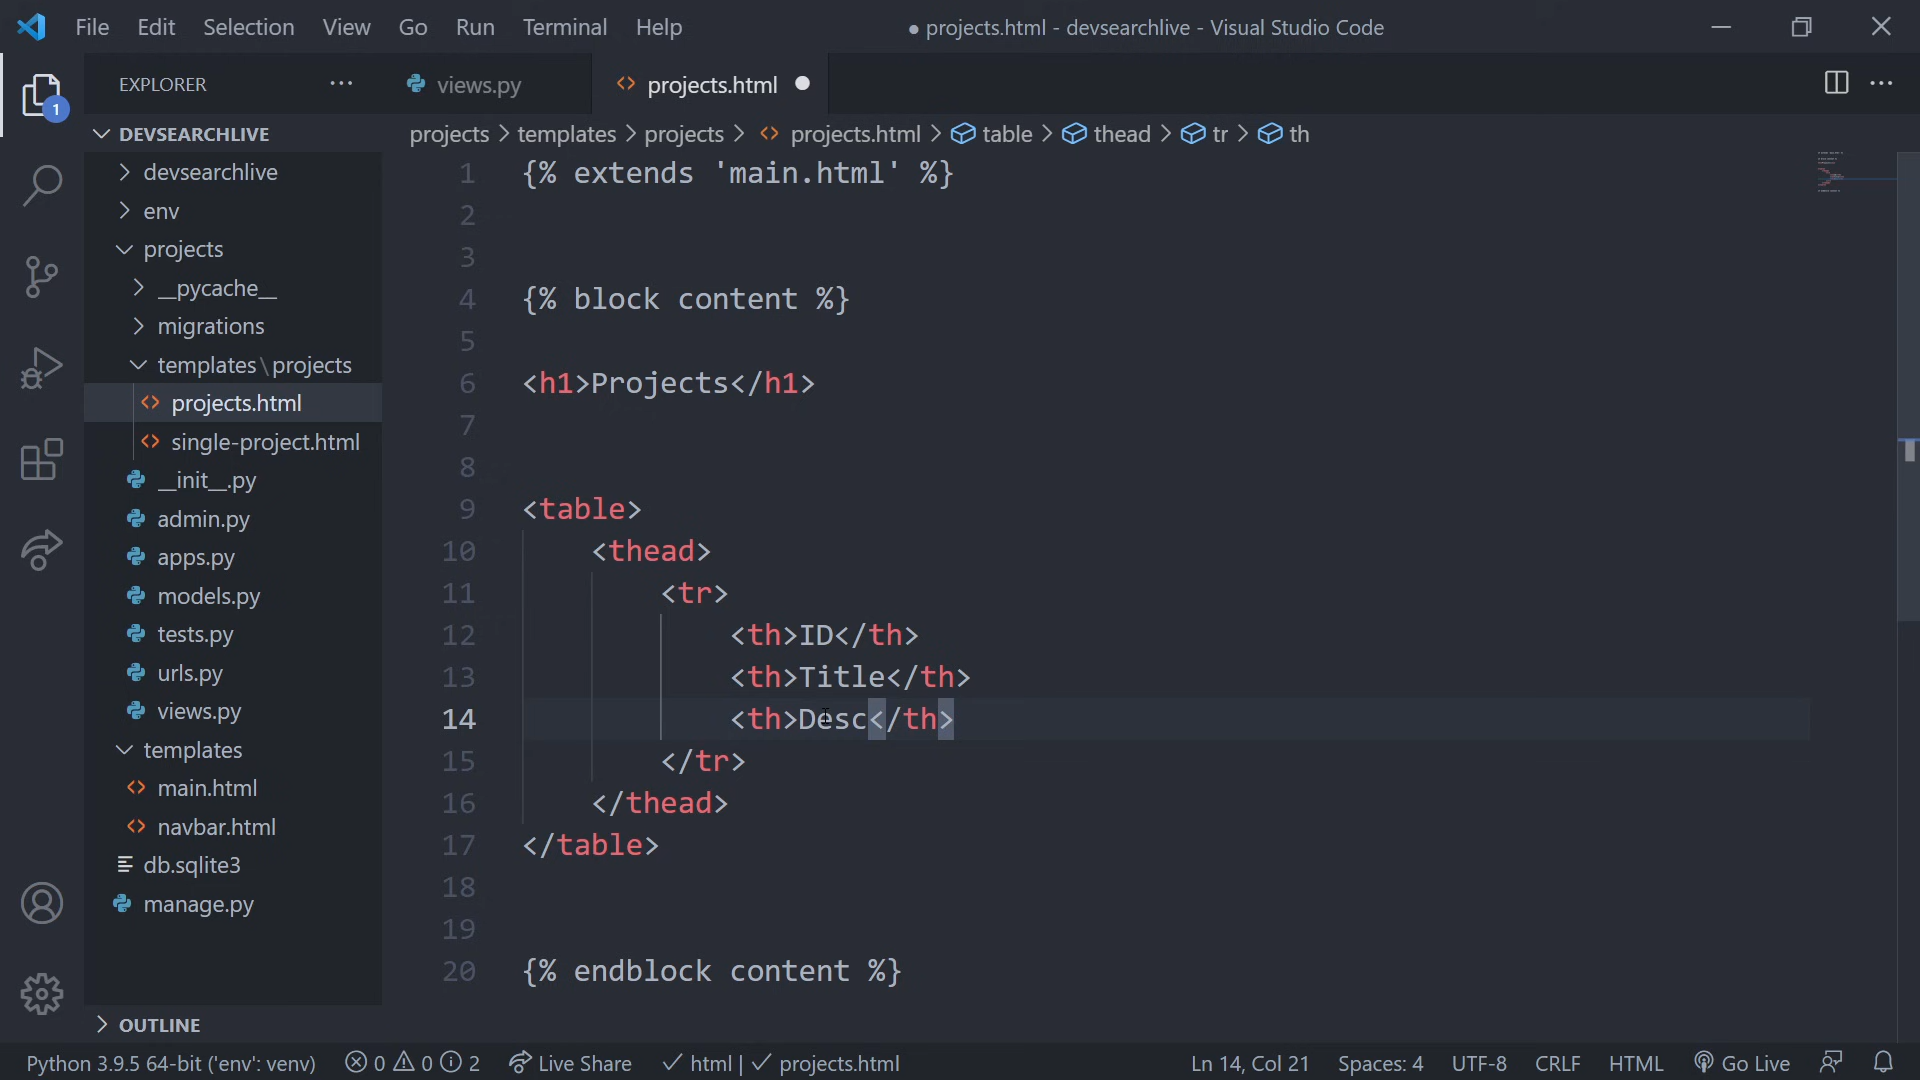 File Edit Selection View Go Run Terminal Help
● projects.html - devsearchlive - Visual Studio Code
EXPLORER
views.py
projects.html
1
DEVSEARCHLIVE
projects > templates > projects > projects.html > table > thead > tr > th
devsearchlive
env
projects
__pycache__
migrations
templates\projects
projects.html
single-project.html
__init__.py
admin.py
apps.py
models.py
tests.py
urls.py
views.py
templates
main.html
navbar.html
db.sqlite3
manage.py
OUTLINE
1 {% extends 'main.html' %}
2
3
4 {% block content %}
5
6 <h1>Projects</h1>
7
8
9 <table>
10 <thead>
11 <tr>
12 <th>ID</th>
13 <th>Title</th>
14 <th>Desc</th>
15 </tr>
16 </thead>
17 </table>
18
19
20 {% endblock content %}
Python 3.9.5 64-bit ('env': venv) 0 0 2 Live Share html | projects.html Ln 14, Col 21 Spaces: 4 UTF-8 CRLF HTML Go Live